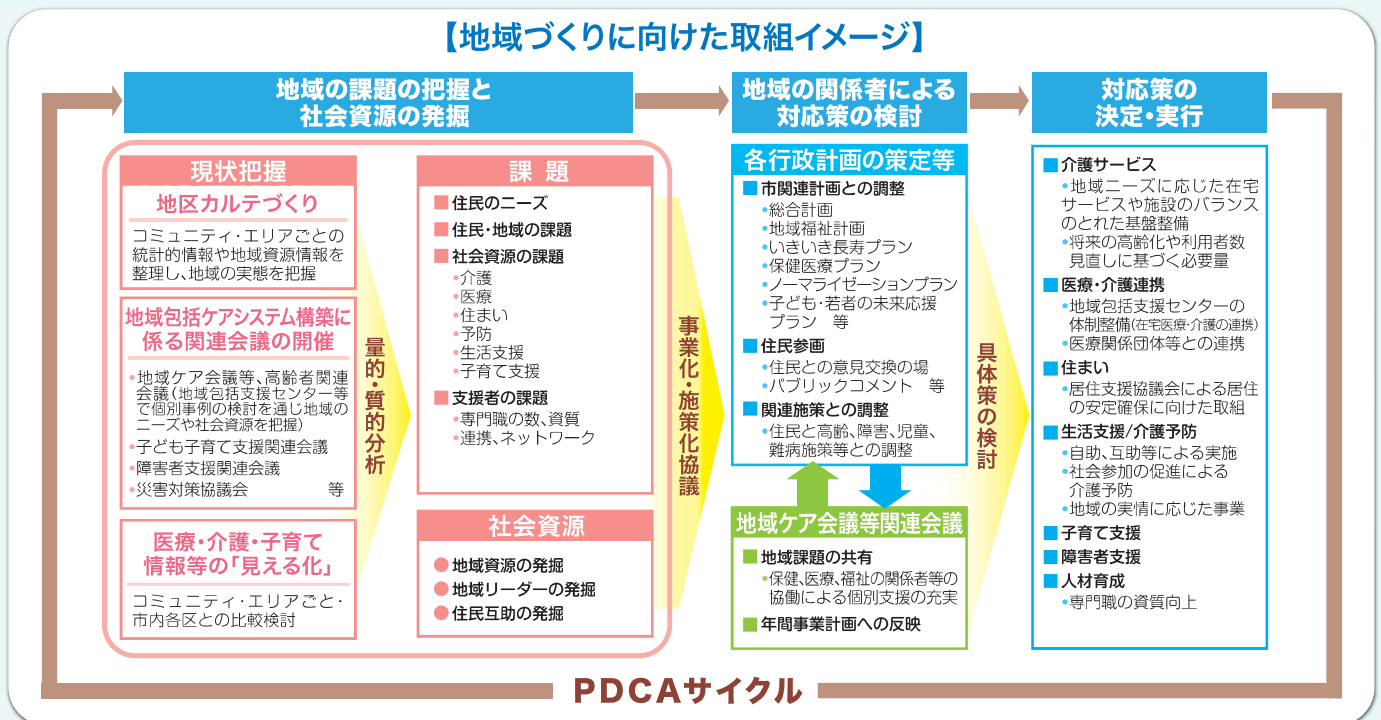 【地域づくりに向けた取組イメージ】
地域の課題の把握と
社会資源の発掘
現状把握
地区カルテづくり
コミュニティ・エリアごとの
統計的情報や地域資源情報を
整理し、地域の実態を把握
地域包括ケアシステム構築に
係る関連会議の開催
•地域ケア会議等、高齢者関連
会議(地域包括支援センター等
で個別事例の検討を通じ地域の
ニーズや社会資源を把握)
•子ども子育て支援関連会議
•障害者支援関連会議
•災害対策協議会 等
医療・介護・子育て
情報等の「見える化」
コミュニティ・エリアごと・
市内各区との比較検討
量的・質的分析
課題
■住民のニーズ
■住民・地域の課題
■社会資源の課題
•介護
•医療
•住まい
•予防
•生活支援
•子育て支援
■支援者の課題
•専門職の数、資質
•連携、ネットワーク
社会資源
●地域資源の発掘
●地域リーダーの発掘
●住民互助の発掘
事業化・施策化協議
地域の関係者による
対応策の検討
各行政計画の策定等
■市関連計画との調整
•総合計画
•地域福祉計画
•いきいき長寿プラン
•保健医療プラン
•ノーマライゼーションプラン
•子ども・若者の未来応援
プラン 等
■住民参画
•住民との意見交換の場
•パブリックコメント 等
■関連施策との調整
•住民と高齢、障害、児童、
難病施策等との調整
地域ケア会議等関連会議
■地域課題の共有
•保健、医療、福祉の関係者等の
協働による個別支援の充実
■年間事業計画への反映
具体策の検討
対応策の
決定・実行
■介護サービス
•地域ニーズに応じた在宅
サービスや施設のバランス
のとれた基盤整備
•将来の高齢化や利用者数
見直しに基づく必要量
■医療・介護連携
•地域包括支援センターの
体制整備(在宅医療・介護の連携)
•医療関係団体等との連携
■住まい
•居住支援協議会による居住
の安定確保に向けた取組
■生活支援/介護予防
•自助、互助等による実施
•社会参加の促進による
介護予防
•地域の実情に応じた事業
■子育て支援
■障害者支援
■人材育成
•専門職の資質向上
PDCAサイクル